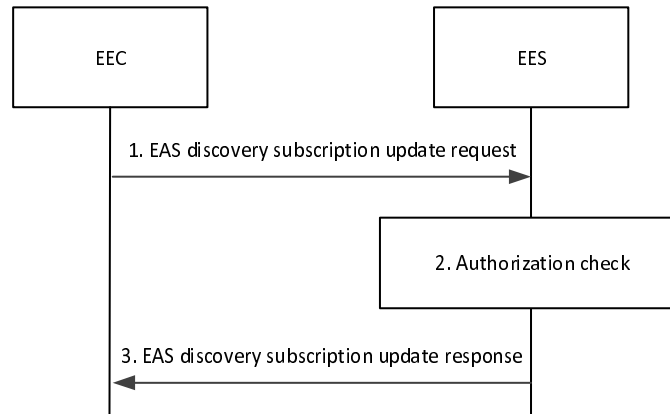 EEC
EES
1. EAS discovery subscription update request
2. Authorization check
3. EAS discovery subscription update response